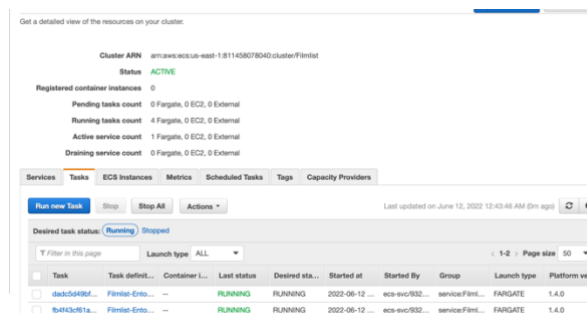 Get a detailed view of the resources on your cluster.
Cluster ARN arn:aws:ecs:us-east-1:811458078040:cluster/Filmlist
Status ACTIVE
Registered container instances 0
Pending tasks count 0 Fargate, 0 EC2, 0 External
Running tasks count 4 Fargate, 0 EC2, 0 External
Active service count 1 Fargate, 0 EC2, 0 External
Draining service count 0 Fargate, 0 EC2, 0 External
Services Tasks ECS Instances Metrics Scheduled Tasks Tags Capacity Providers
Run new Task Stop Stop All Actions Last updated on June 12, 2022 12:43:46 AM (0m ago)
Desired task status: Running Stopped
Filter in this page Launch type ALL 1-2 Page size 50
Task Task definit... Container i... Last status Desired sta... Started at Started By Group Launch type Platform ve
dadc5d49bf... Filmlist-Ento... -- RUNNING RUNNING 2022-06-12 ... ecs-svc/932... service:Filml... FARGATE 1.4.0
fb4f43cf61a... Filmlist-Ento... -- RUNNING RUNNING 2022-06-12 ... ecs-svc/932... service:Filml... FARGATE 1.4.0